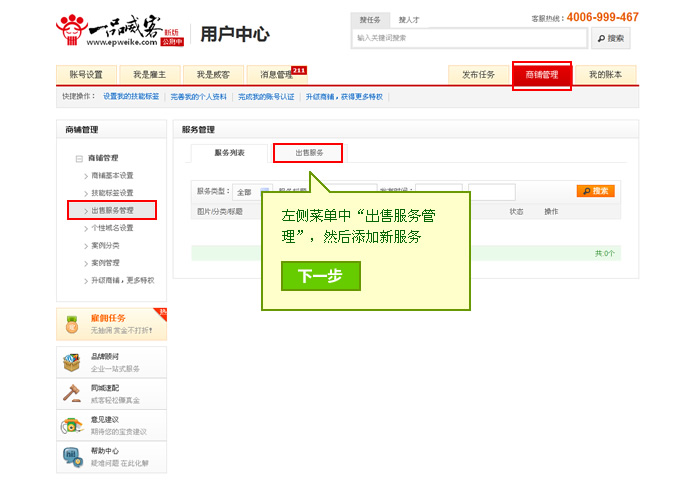 一品威客 新版
www.epweike.com 公测中
用户中心
搜任务 搜人才
客服热线：4006-999-467
输入关键词搜索
搜索
账号设置 我是雇主 我是威客 消息管理 211 发布任务 商铺管理 我的账本
快捷操作： 设置我的技能标签 完善我的个人资料 完成我的账号认证 升级商铺，获得更多特权
商铺管理
商铺管理
商铺基本设置
技能标签设置
出售服务管理
个性域名设置
案例分类
案例管理
升级商铺，更多特权
服务管理
服务列表 出售服务
服务类型： 全部
搜索
图片/分类/标题 状态 操作
左侧菜单中“出售服务管
理”，然后添加新服务
下一步
共:0个
雇佣任务 热
无抽佣 赏金不打折！
品牌顾问
企业一站式服务
同城速配
威客轻松赚真金
意见建议
期待您的宝贵建议
帮助中心
疑难问题 在此化解